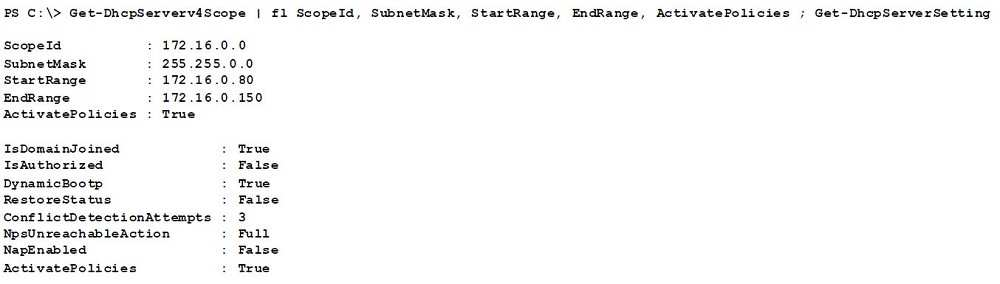 PS C:\> Get-DhcpServerv4Scope | fl ScopeId, SubnetMask, StartRange, EndRange, ActivatePolicies ; Get-DhcpServerSetting
ScopeId : 172.16.0.0
SubnetMask : 255.255.0.0
StartRange : 172.16.0.80
EndRange : 172.16.0.150
ActivatePolicies : True
IsDomainJoined : True
IsAuthorized : False
DynamicBootp : True
RestoreStatus : False
ConflictDetectionAttempts : 3
NpsUnreachableAction : Full
NapEnabled : False
ActivatePolicies : True